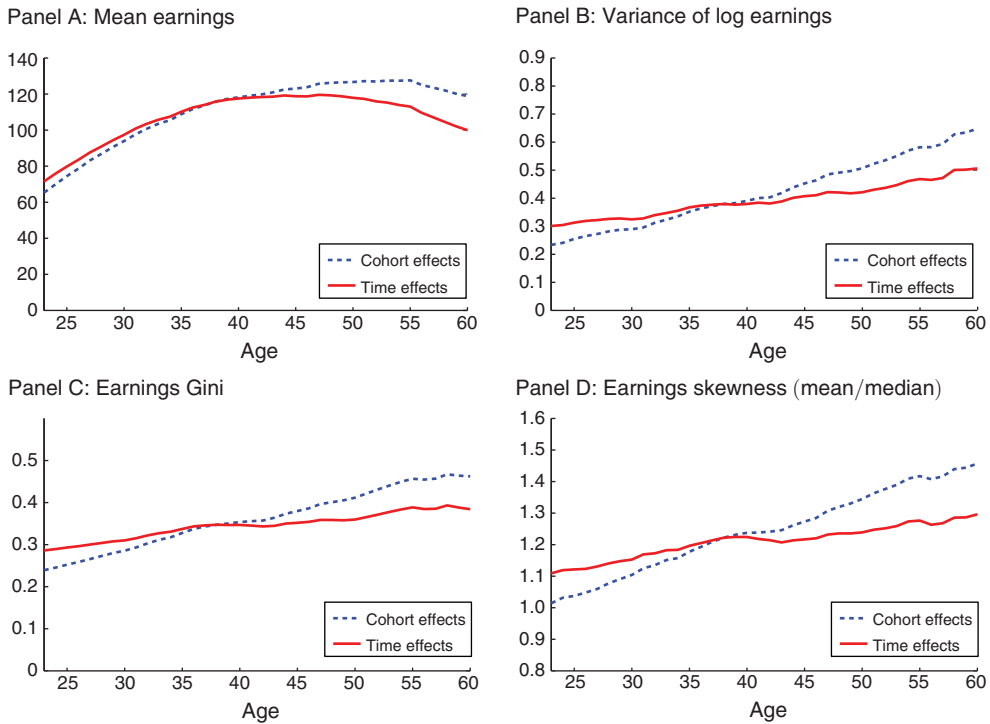 Panel A: Mean earnings
140
120
100
80
60
40
20
0
25 30 35 40 45 50 55 60
Age
Cohort effects
Time effects
Panel B: Variance of log earnings
0.9
0.8
0.7
0.6
0.5
0.4
0.3
0.2
0.1
0
25 30 35 40 45 50 55 60
Age
Cohort effects
Time effects
Panel C: Earnings Gini
0.5
0.4
0.3
0.2
0.1
0
25 30 35 40 45 50 55 60
Age
Cohort effects
Time effects
Panel D: Earnings skewness (mean/median)
1.6
1.5
1.4
1.3
1.2
1.1
1.0
0.9
0.8
25 30 35 40 45 50 55 60
Age
Cohort effects
Time effects